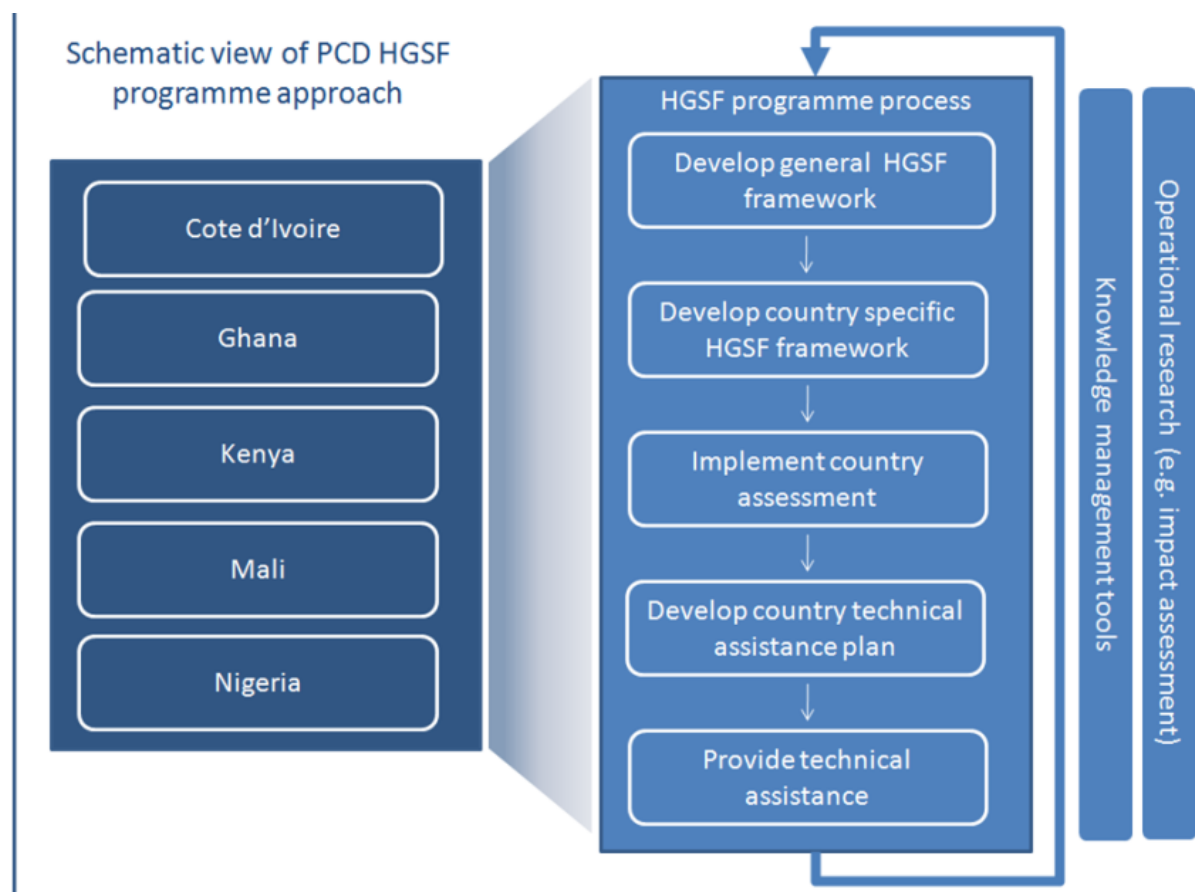 Schematic view of PCD HGSF
programme approach
Cote d’Ivoire
Ghana
Kenya
Mali
Nigeria
HGSF programme process
Develop general HGSF
framework
Develop country specific
HGSF framework
Implement country
assessment
Develop country technical
assistance plan
Provide technical
assistance
Knowledge management tools
Operational research (e.g. impact assessment)